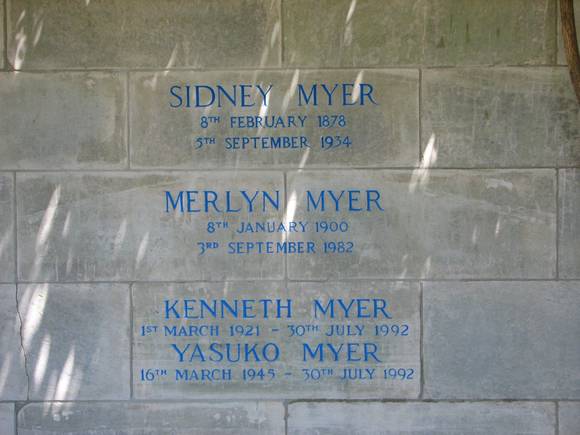 SIDNEY MYER
8TH FEBRUARY 1878
5TH SEPTEMBER 1934
MERLYN MYER
8TH JANUARY 1900
3RD SEPTEMBER 1982
KENNETH MYER
1ST MARCH 1921 - 30TH JULY 1992
YASUKO MYER
16TH MARCH 1945 - 30TH JULY 1992